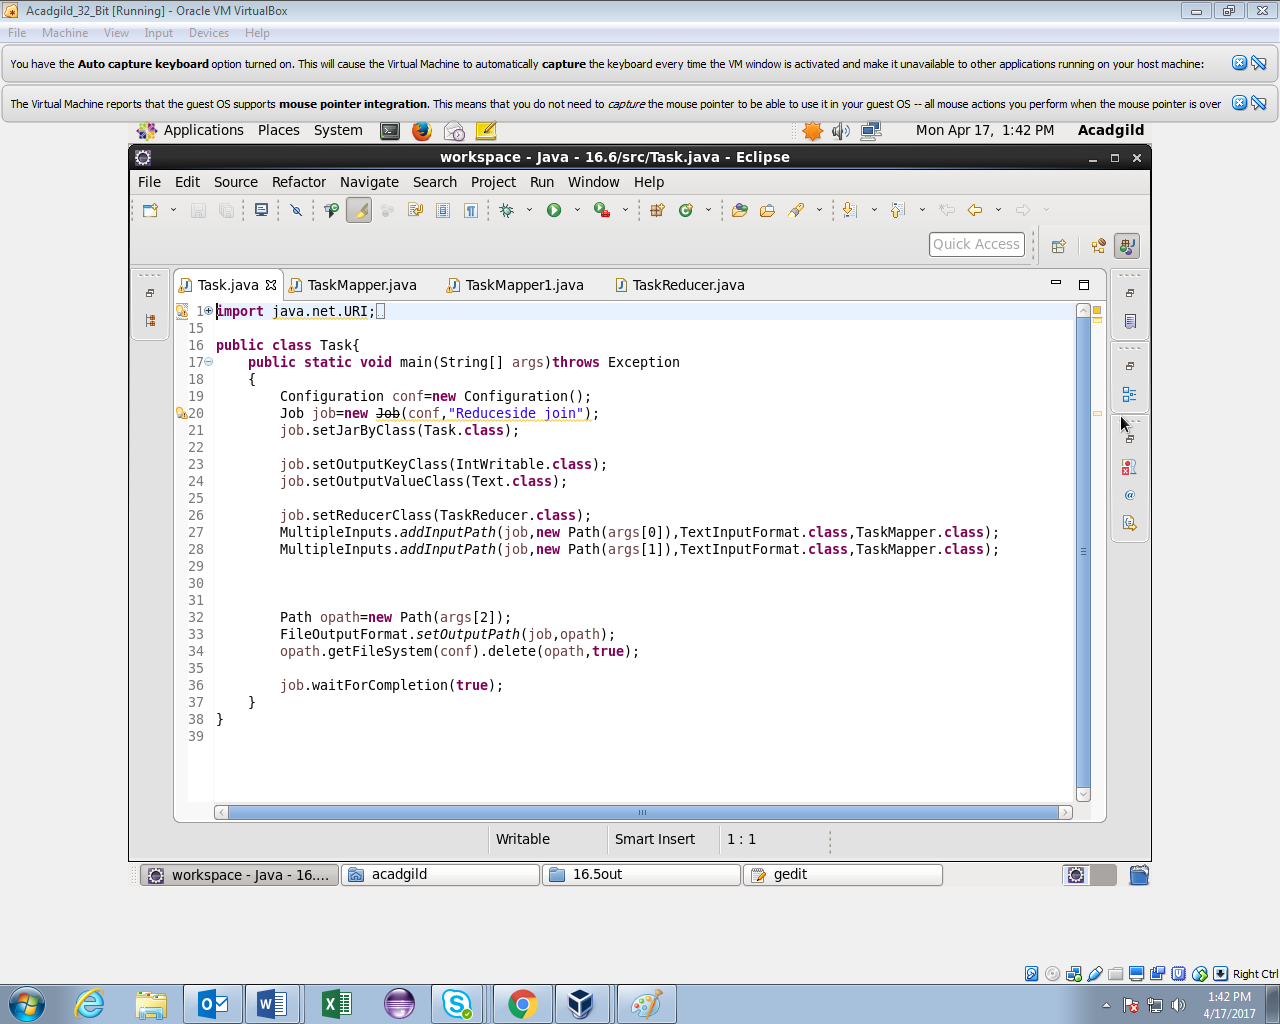 Acadgild_32_Bit [Running] - Oracle VM VirtualBox
File Machine View Input Devices Help
You have the Auto capture keyboard option turned on. This will cause the Virtual Machine to automatically capture the keyboard every time the VM window is activated and make it unavailable to other applications running on your host machine:
The Virtual Machine reports that the guest OS supports mouse pointer integration. This means that you do not need to capture the mouse pointer to be able to use it in your guest OS -- all mouse actions you perform when the mouse pointer is over
Applications Places System Mon Apr 17, 1:42 PM Acadgild
workspace - Java - 16.6/src/Task.java - Eclipse
File Edit Source Refactor Navigate Search Project Run Window Help
Quick Access
Task.java TaskMapper.java TaskMapper1.java TaskReducer.java
1 import java.net.URI;
15
16 public class Task{
17 public static void main(String[] args)throws Exception
18 {
19 Configuration conf=new Configuration();
20 Job job=new Job(conf,"Reduceside join");
21 job.setJarByClass(Task.class);
22
23 job.setOutputKeyClass(IntWritable.class);
24 job.setOutputValueClass(Text.class);
25
26 job.setReducerClass(TaskReducer.class);
27 MultipleInputs.addInputPath(job,new Path(args[0]),TextInputFormat.class,TaskMapper.class);
28 MultipleInputs.addInputPath(job,new Path(args[1]),TextInputFormat.class,TaskMapper.class);
29
30
31
32 Path opath=new Path(args[2]);
33 FileOutputFormat.setOutputPath(job,opath);
34 opath.getFileSystem(conf).delete(opath,true);
35
36 job.waitForCompletion(true);
37 }
38 }
39
Writable Smart Insert 1 : 1
workspace - Java - 16.... acadgild 16.5out gedit
Right Ctrl
1:42 PM
4/17/2017